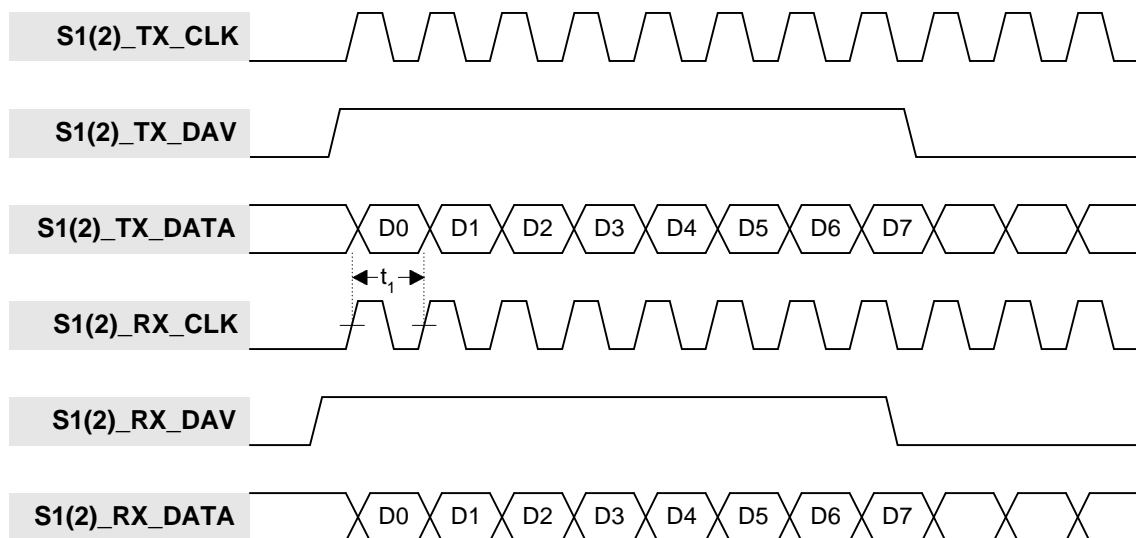 S1(2)_TX_CLK
S1(2)_TX_DAV
S1(2)_TX_DATA D0 D1 D2 D3 D4 D5 D6 D7
t1
S1(2)_RX_CLK
S1(2)_RX_DAV
S1(2)_RX_DATA D0 D1 D2 D3 D4 D5 D6 D7